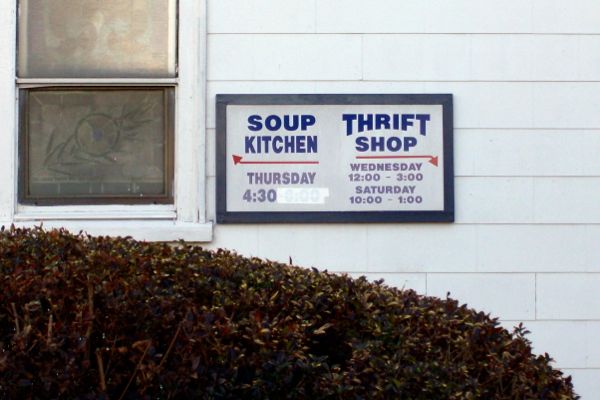 SOUP
KITCHEN
THURSDAY
4:30
THRIFT
SHOP
WEDNESDAY
12:00 - 3:00
SATURDAY
10:00 - 1:00